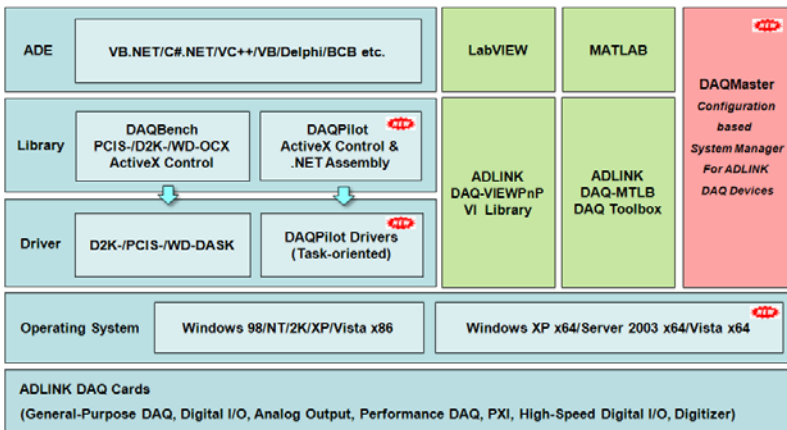 ADE
VB.NET/C#.NET/VC++/VB/Delphi/BCB etc.
LabVIEW
MATLAB
NEW
DAQMaster
Configuration
based
System Manager
For ADLINK
DAQ Devices
Library
DAQBench
PCIS-/D2K-/WD-OCX
ActiveX Control
NEW
DAQPilot
ActiveX Control &
.NET Assembly
ADLINK
DAQ-VIEWPnP
VI Library
ADLINK
DAQ-MTLB
DAQ Toolbox
Driver
D2K-/PCIS-/WD-DASK
NEW
DAQPilot Drivers
(Task-oriented)
Operating System
Windows 98/NT/2K/XP/Vista x86
NEW
Windows XP x64/Server 2003 x64/Vista x64
ADLINK DAQ Cards
(General-Purpose DAQ, Digital I/O, Analog Output, Performance DAQ, PXI, High-Speed Digital I/O, Digitizer)